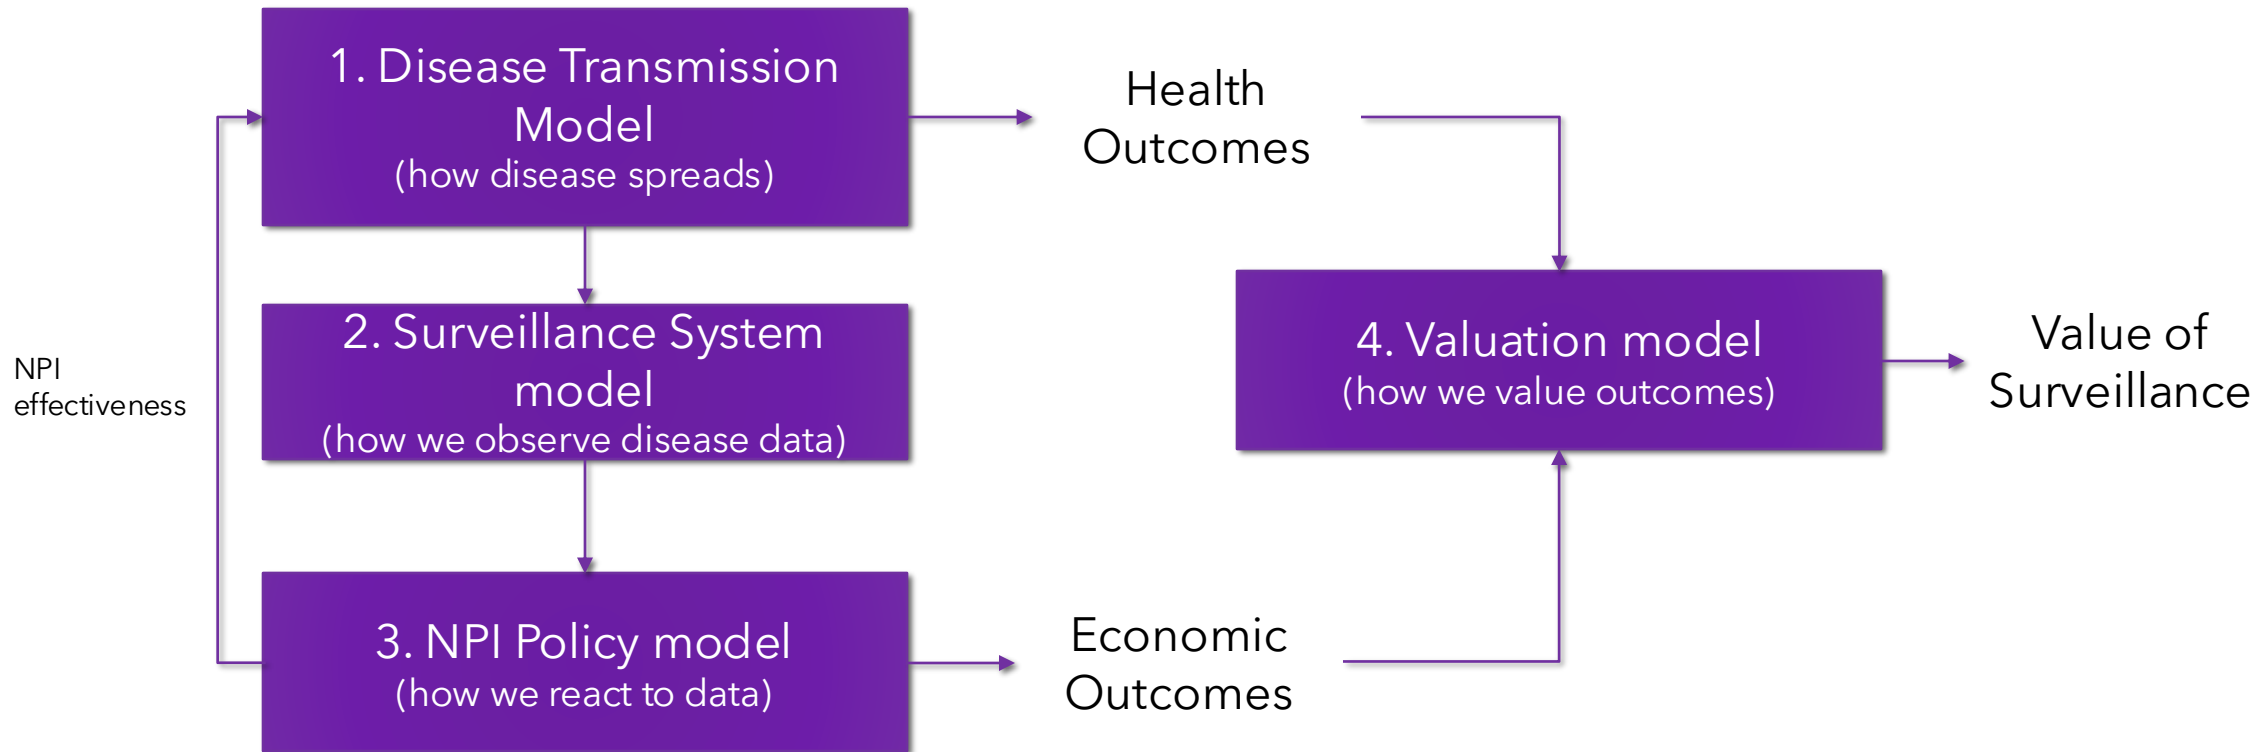 1. Disease Transmission
Model
(how disease spreads)
Health
Outcomes
2. Surveillance System
model
(how we observe disease data)
NPI
effectiveness
4. Valuation model
(how we value outcomes)
Value of
Surveillance
3. NPI Policy model
(how we react to data)
Economic
Outcomes